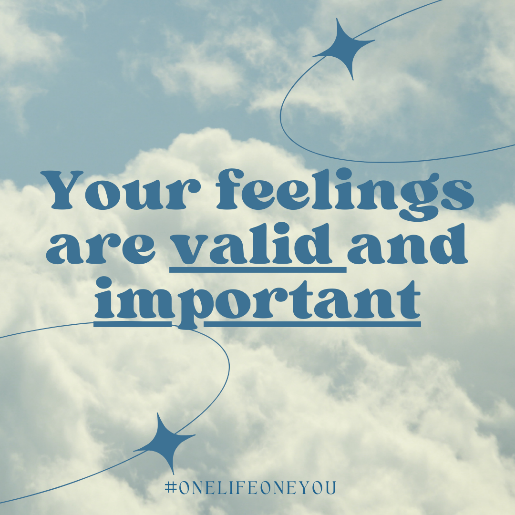 Your feelings
are valid and
important
#ONELIFEONEYOU